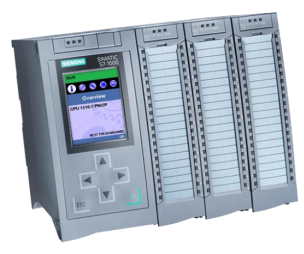 SIEMENS
SIMATIC
S7-1500
RUN
Overview
CPU 1516-3 PN/DP